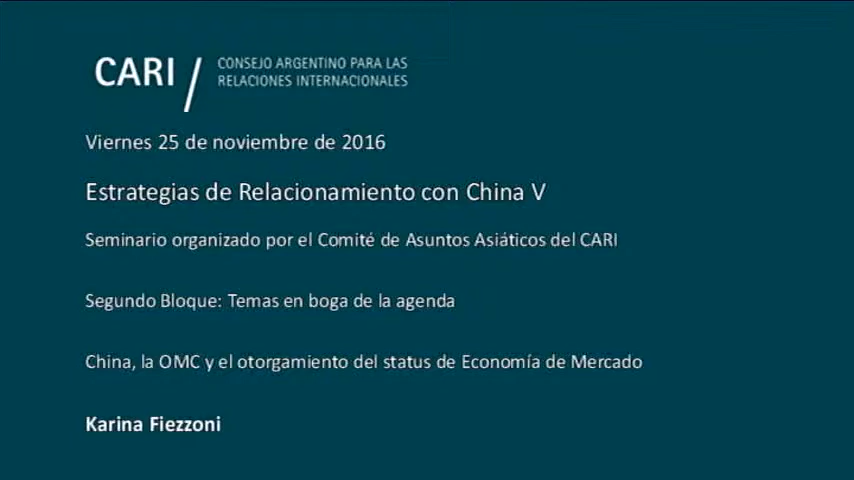 CARI /
CONSEJO ARGENTINO PARA LAS
RELACIONES INTERNACIONALES
Viernes 25 de noviembre de 2016
Estrategias de Relacionamiento con China V
Seminario organizado por el Comité de Asuntos Asiáticos del CARI
Segundo Bloque: Temas en boga de la agenda
China, la OMC y el otorgamiento del status de Economía de Mercado
Karina Fiezzoni